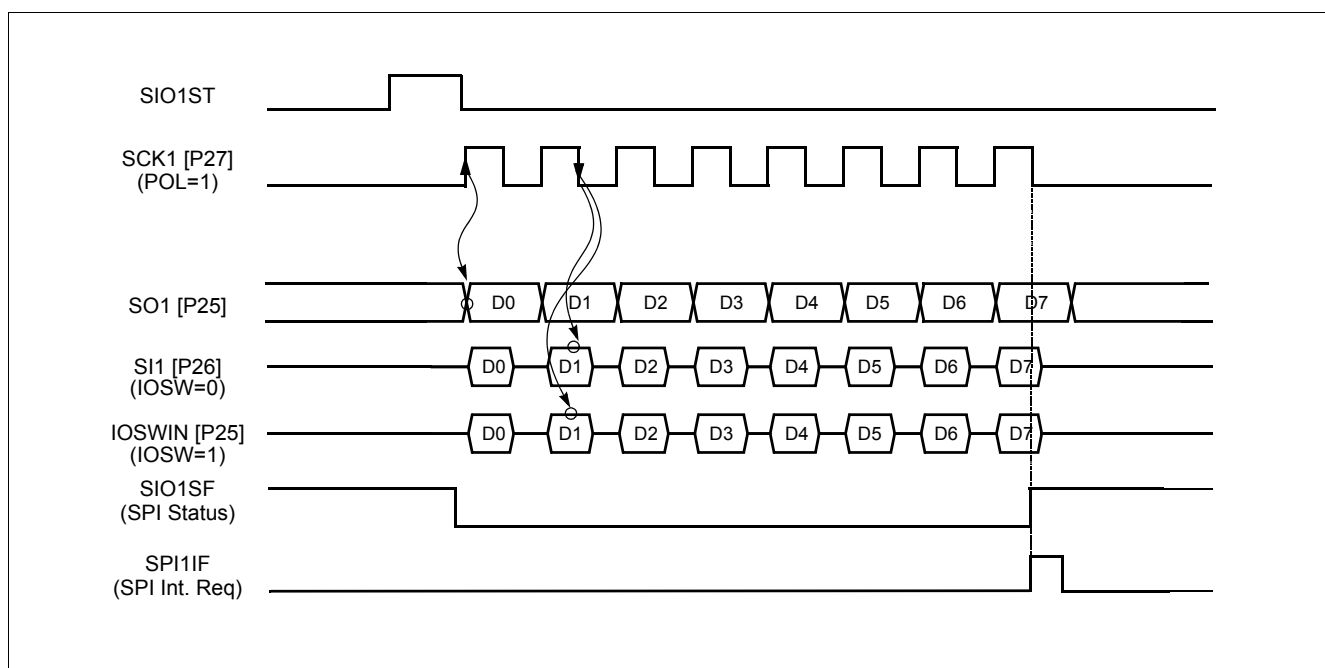 SIO1ST
SCK1 [P27]
(POL=1)
SO1 [P25]
D0 D1 D2 D3 D4 D5 D6 D7
SI1 [P26]
(IOSW=0)
D0 D1 D2 D3 D4 D5 D6 D7
IOSWIN [P25]
(IOSW=1)
D0 D1 D2 D3 D4 D5 D6 D7
SIO1SF
(SPI Status)
SPI1IF
(SPI Int. Req)